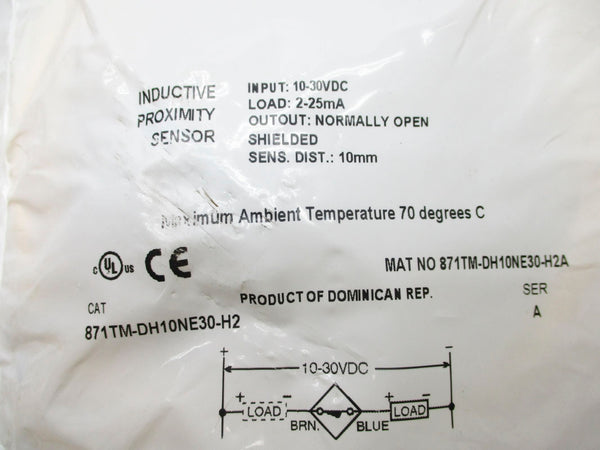 INDUCTIVE
PROXIMITY
SENSOR
INPUT: 10-30VDC
LOAD: 2-25mA
OUTOUT: NORMALLY OPEN
SHIELDED
SENS. DIST.: 10mm
Maximum Ambient Temperature 70 degrees C
c UL US CE
MAT NO 871TM-DH10NE30-H2A
CAT
871TM-DH10NE30-H2
PRODUCT OF DOMINICAN REP.
SER
A
+ −
10-30VDC
+ − + −
LOAD LOAD
BRN. BLUE